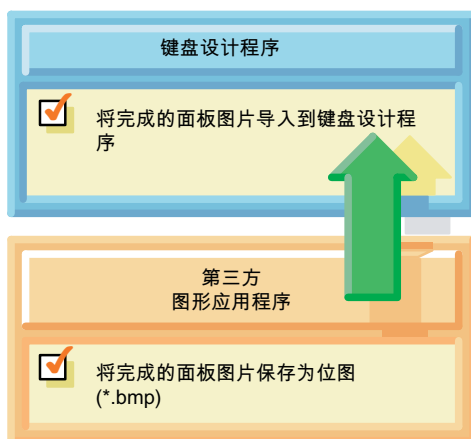 键盘设计程序
将完成的面板图片导入到键盘设计程
序
第三方
图形应用程序
将完成的面板图片保存为位图
(*.bmp)